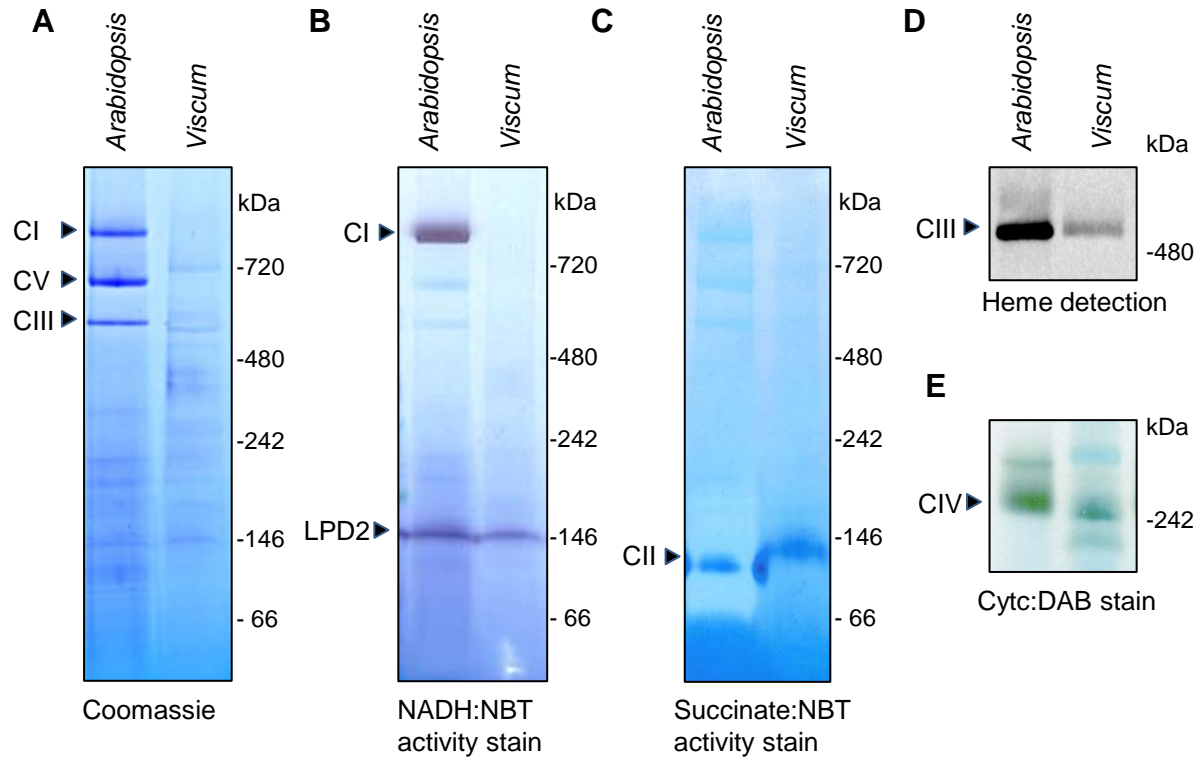 A
Arabidopsis
Viscum
kDa
CI
-720
CV
CIII
-480
-242
-146
- 66
Coomassie
B
Arabidopsis
Viscum
kDa
CI
-720
-480
-242
LPD2
-146
- 66
NADH:NBT
activity stain
C
Arabidopsis
Viscum
kDa
-720
-480
-242
-146
CII
- 66
Succinate:NBT
activity stain
D
Arabidopsis
Viscum
kDa
CIII
-480
Heme detection
E
kDa
CIV
-242
Cytc:DAB stain